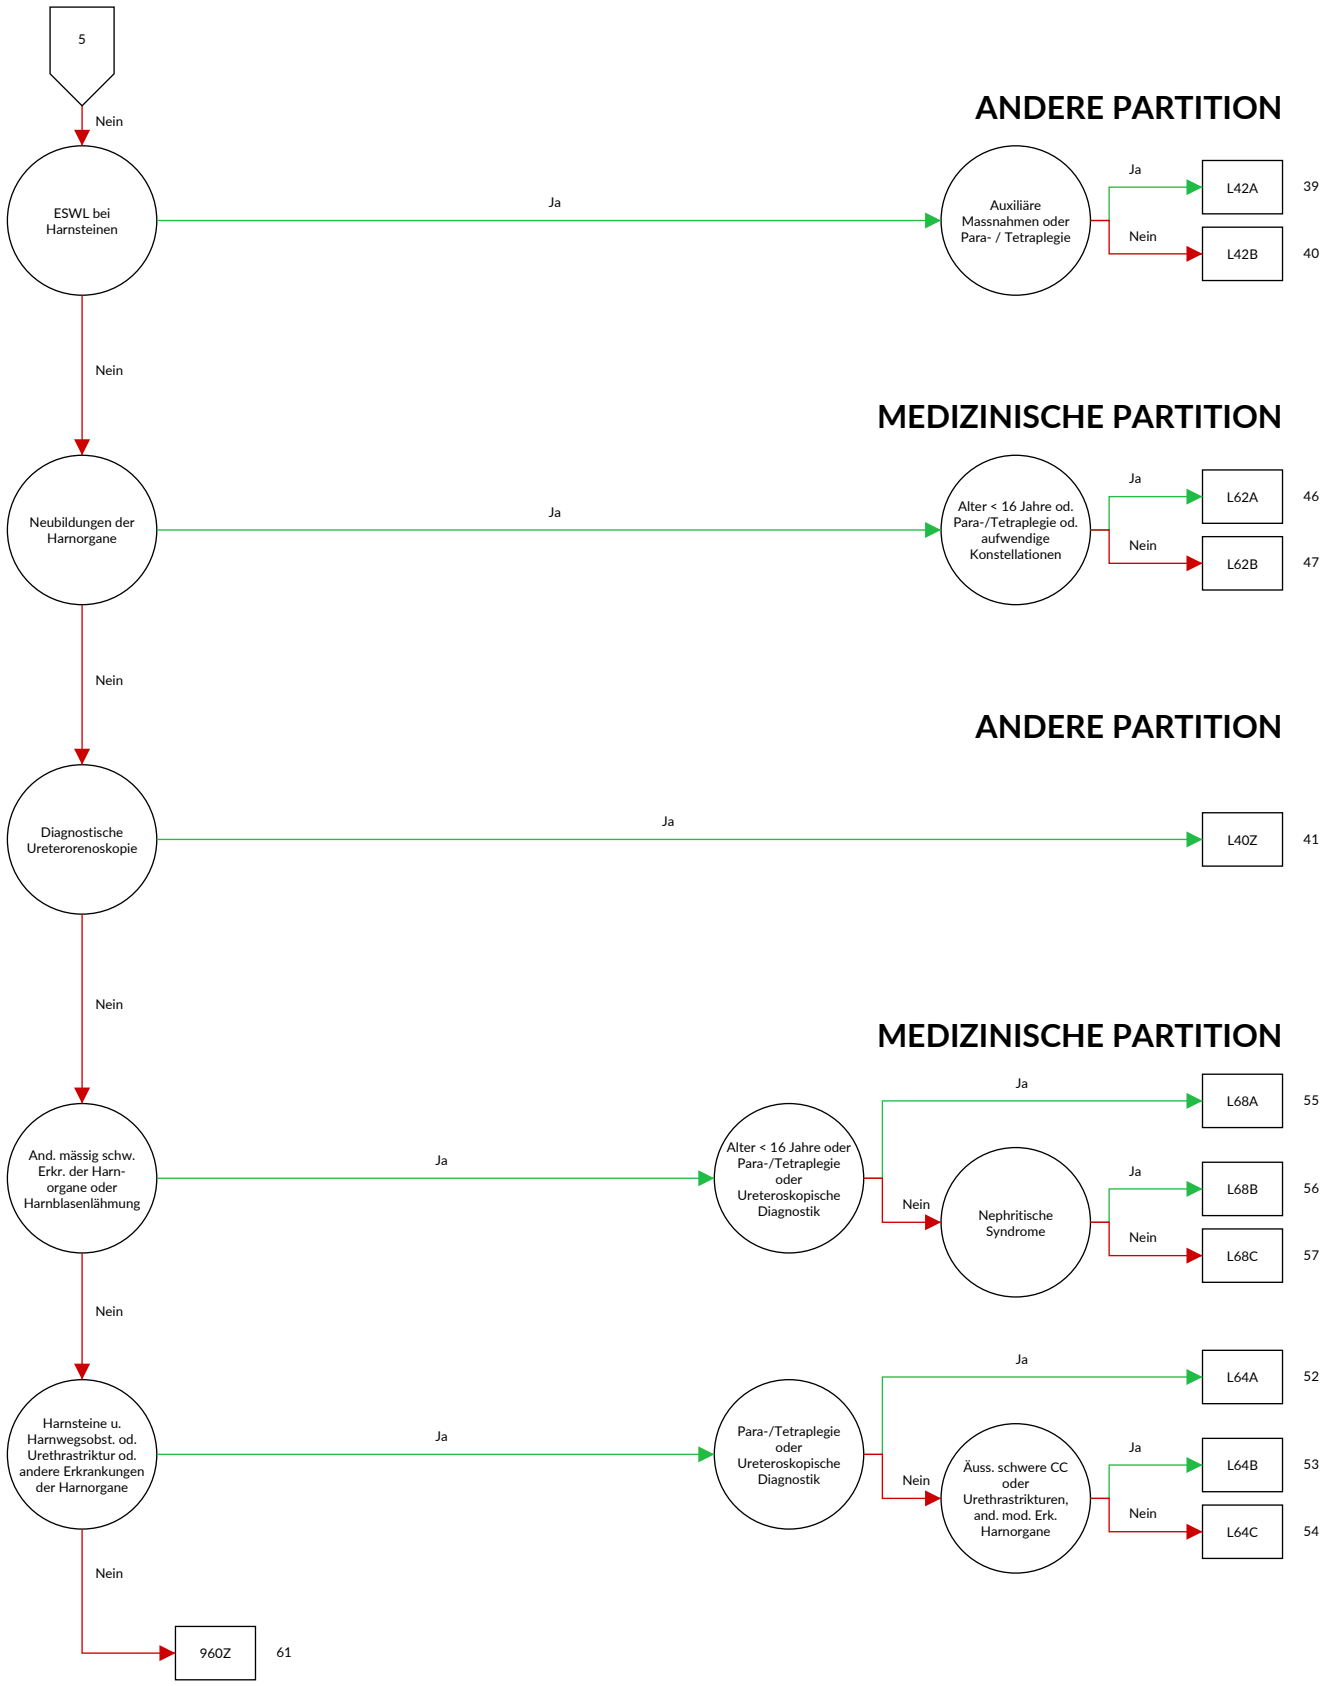 5
Nein
ANDERE PARTITION
ESWL bei
Harnsteinen
Ja
Auxiliäre
Massnahmen oder
Para- / Tetraplegie
Ja
L42A
39
Nein
L42B
40
Nein
MEDIZINISCHE PARTITION
Neubildungen der
Harnorgane
Ja
Alter < 16 Jahre od.
Para-/Tetraplegie od.
aufwendige
Konstellationen
Ja
L62A
46
Nein
L62B
47
Nein
ANDERE PARTITION
Diagnostische
Ureterorenoskopie
Ja
L40Z
41
Nein
MEDIZINISCHE PARTITION
And. mässig schw.
Erkr. der Harn-
organe oder
Harnblasenlähmung
Ja
Alter < 16 Jahre oder
Para-/Tetraplegie
oder
Ureteroskopische
Diagnostik
Ja
L68A
55
Nein
Nephritische
Syndrome
Ja
L68B
56
Nein
L68C
57
Nein
Harnsteine u.
Harnwegsobst. od.
Urethrastriktur od.
andere Erkrankungen
der Harnorgane
Ja
Para-/Tetraplegie
oder
Ureteroskopische
Diagnostik
Ja
L64A
52
Nein
Äuss. schwere CC
oder
Urethrastrikturen,
and. mod. Erk.
Harnorgane
Ja
L64B
53
Nein
L64C
54
Nein
960Z
61